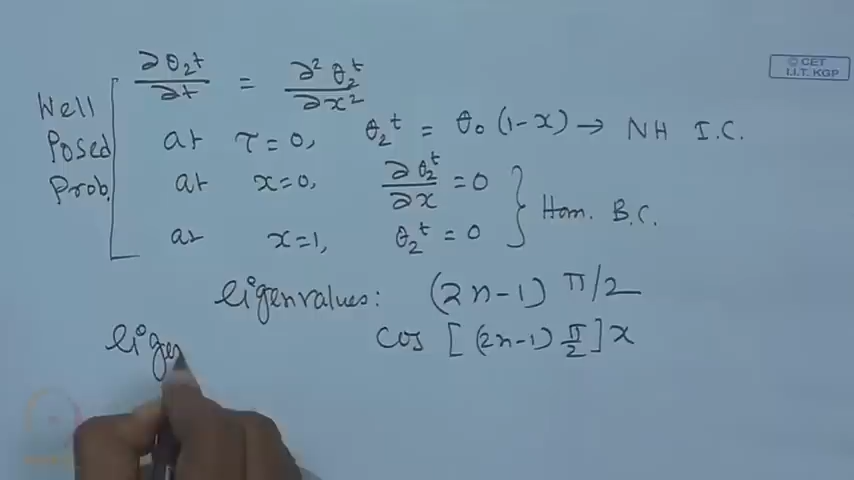 © CET
I.I.T. KGP
Well Posed Prob.
∂θ₂ᵗ/∂t = ∂²θ₂ᵗ/∂x²
at τ=0, θ₂ᵗ = θ₀ (1-x) → NH I.C.
at x=0, ∂θ₂ᵗ/∂x = 0
at x=1, θ₂ᵗ = 0 } Hom. B.C.
Eigenvalues: (2n-1) π/2
Eigen cos [(2n-1) π/2] x